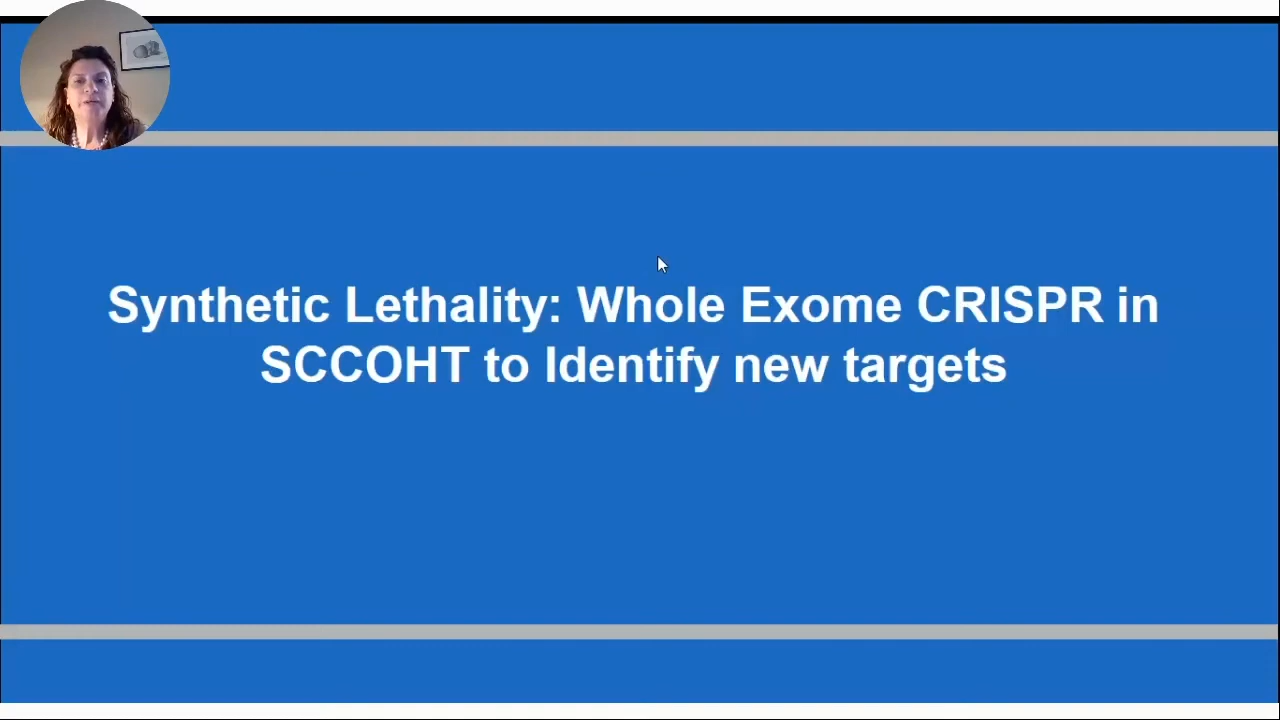 Synthetic Lethality: Whole Exome CRISPR in
SCCOHT to Identify new targets